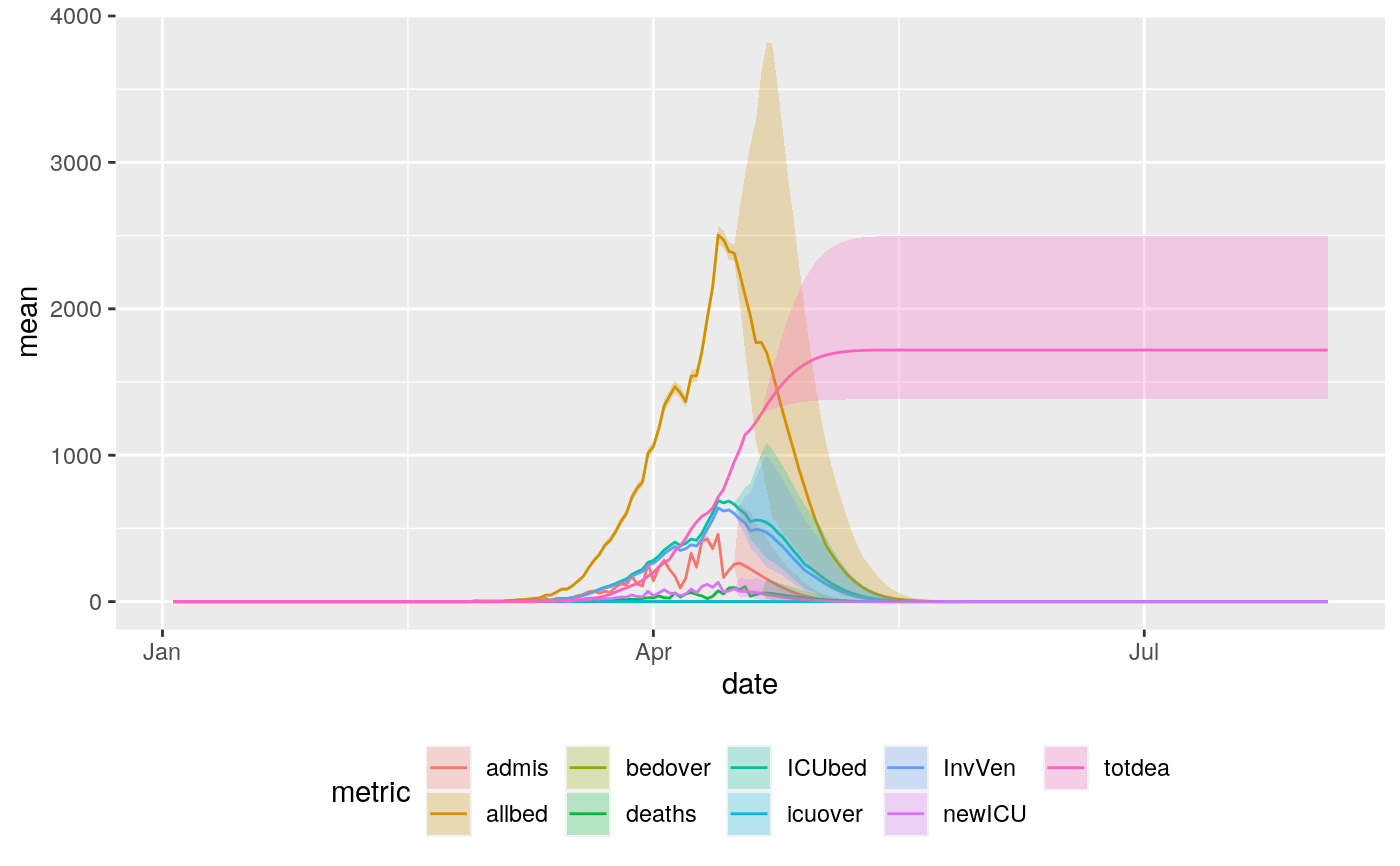 4000
3000
2000
1000
0
mean
Jan Apr Jul
date
metric
admis bedover ICUbed InvVen totdea
allbed deaths icuover newICU